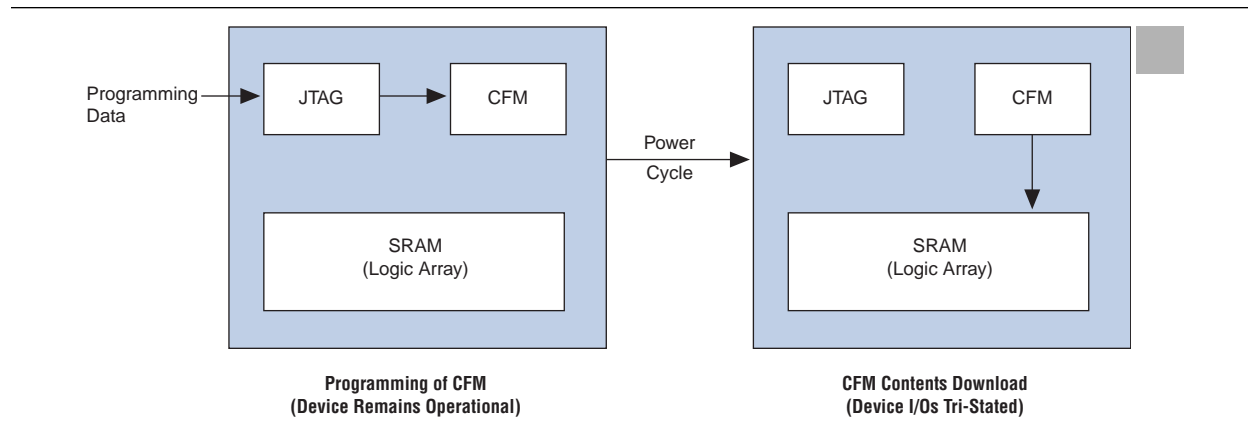 Programming
Data
JTAG
CFM
SRAM
(Logic Array)
Programming of CFM
(Device Remains Operational)
Power
Cycle
JTAG
CFM
SRAM
(Logic Array)
CFM Contents Download
(Device I/Os Tri-Stated)